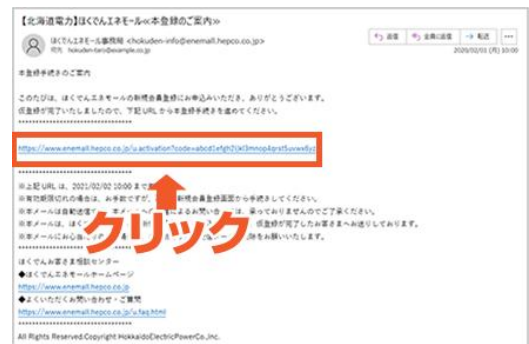 【北海道電力】ほくでんエネモール≪本登録のご案内≫
ほくでんエネモール事務局 <hokuden-info@enemall.hepco.co.jp>
宛先 hokuden-taro@example.co.jp
返信 全員に返信 転送
2020/02/01 (月) 10:00
本登録手続きのご案内
このたびは、ほくでんエネモールの新規会員登録にお申込みいただき、ありがとうございます。
仮登録が完了いたしましたので、下記URLから本登録手続きを進めてください。
※上記URLは、2021/02/02 10:00 まで
※有効期限切れの場合は、お手数ですが、 新規会員登録画面から手続きしてください。
※本メールは自動送信 によるお問い合 は、承っておりませんのでご了承ください。
※本メールは、ほく 仮登録が完了したお客さまへお送りしております。
※本メールにお心当 をお願いいたします。
クリック
ほくでんお客さま相談センター
◆ほくでんエネモールホームページ
https://www.enemall.hepco.co.jp
◆よくいただくお問い合わせ・ご質問
https://www.enemall.hepco.co.jp/u.faq.html
All Rights Reserved.Copyright HokkaidoElectricPowerCo.,Inc.